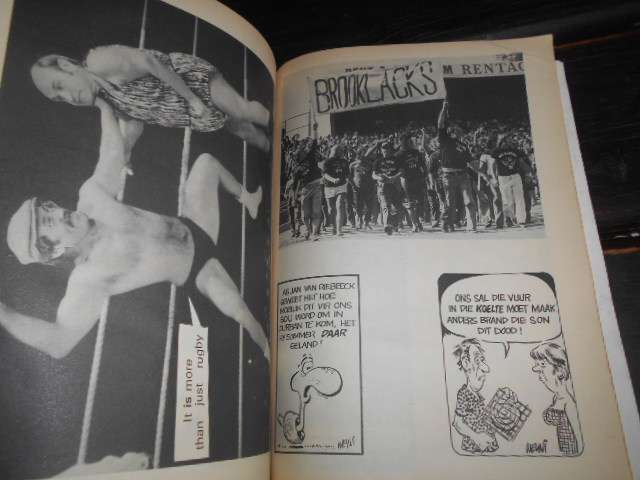 It is more
than just rugby
M RENTAC
BROOKLACKS
AS JAN VAN RIEBEECK
GEWEET HET HOE
MOEILIK DIT VIR ONS
SOU WORD OM IN
DURBAN TE KOM, HET
HY SOMMER DAAR
GELAND!
ONS SAL DIE VUUR
IN DIE KOELTE MOET MAAK
ANDERS BRAND DIE SON
DIT DOOD!